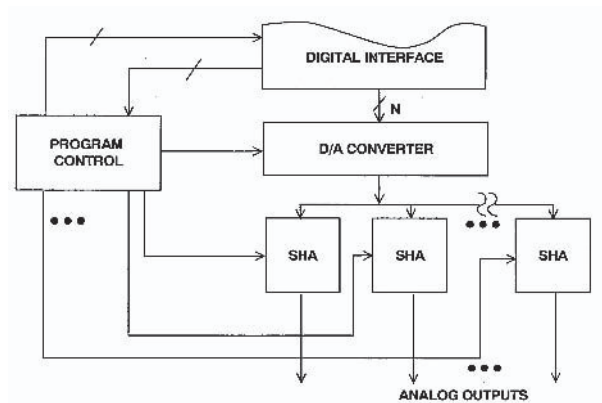 DIGITAL INTERFACE
N
PROGRAM
CONTROL
D/A CONVERTER
SHA
SHA
SHA
ANALOG OUTPUTS